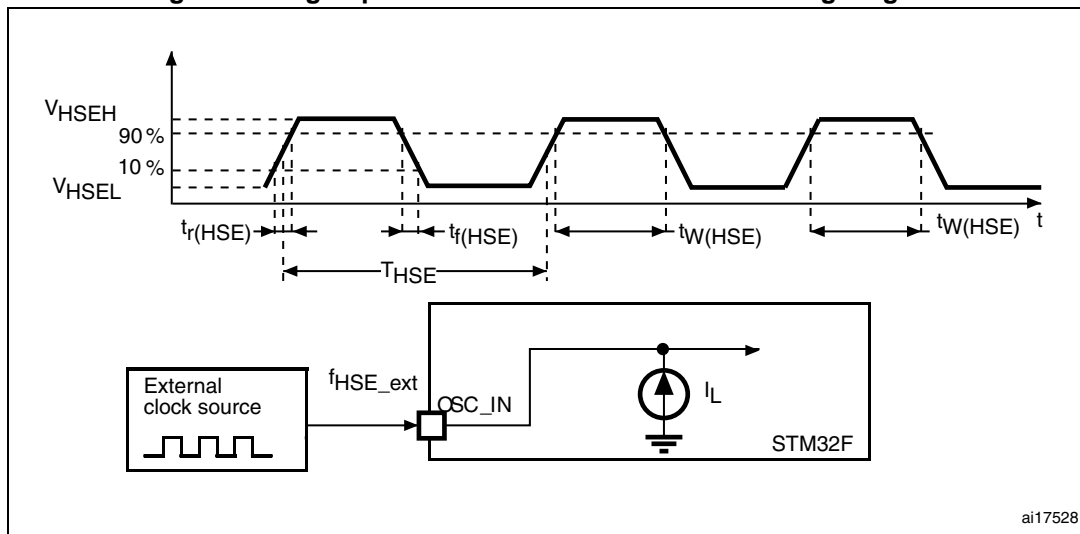 VHSEH
90 %
10 %
VHSEL
tr(HSE)
tf(HSE)
tW(HSE)
tW(HSE)
t
THSE
External
clock source
fHSE_ext
OSC_IN
IL
STM32F
ai17528